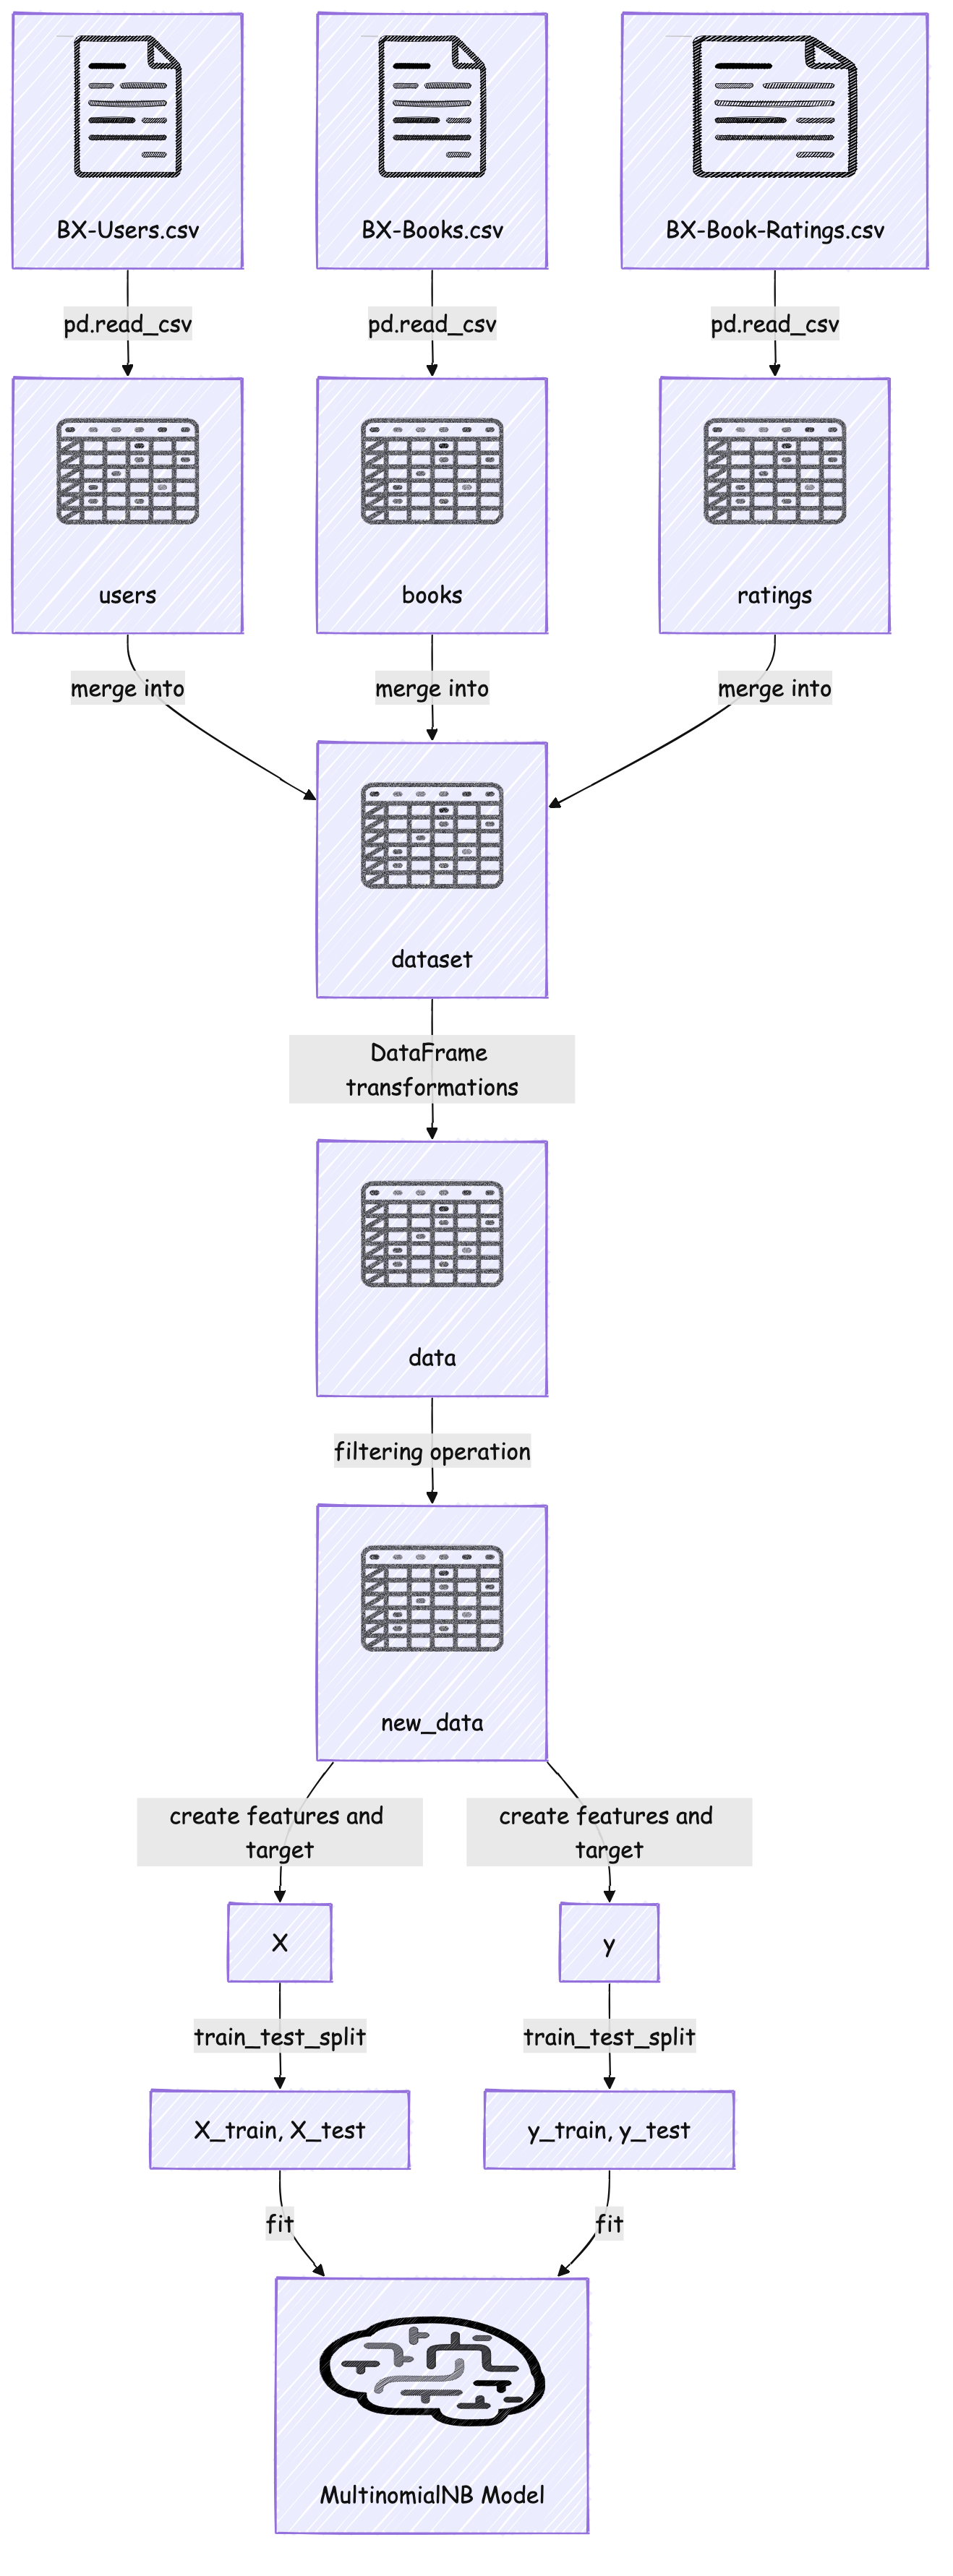 BX-Users.csv
BX-Books.csv
BX-Book-Ratings.csv
pd.read_csv
pd.read_csv
pd.read_csv
users
books
ratings
merge into
merge into
merge into
dataset
DataFrame
transformations
data
filtering operation
new_data
create features and
target
create features and
target
X
y
train_test_split
train_test_split
X_train, X_test
y_train, y_test
fit
fit
MultinomialNB Model